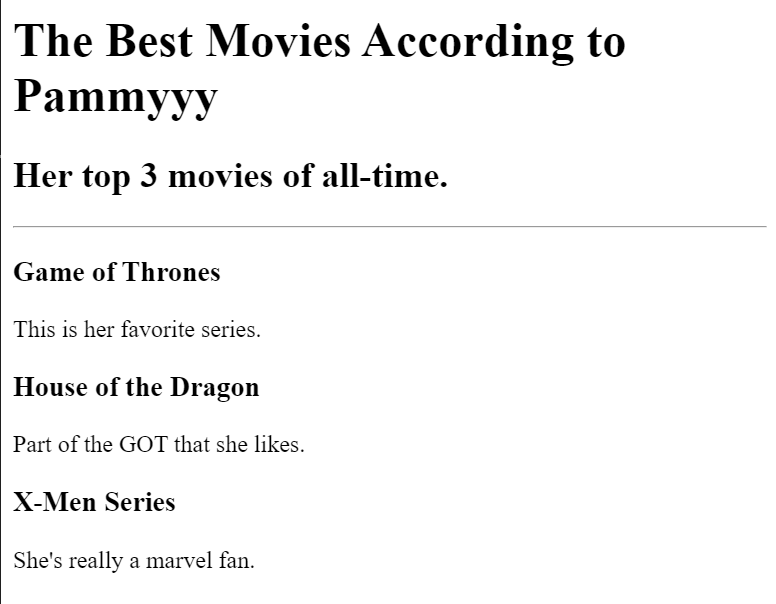 The Best Movies According to
Pammyyy
Her top 3 movies of all-time.
Game of Thrones
This is her favorite series.
House of the Dragon
Part of the GOT that she likes.
X-Men Series
She's really a marvel fan.